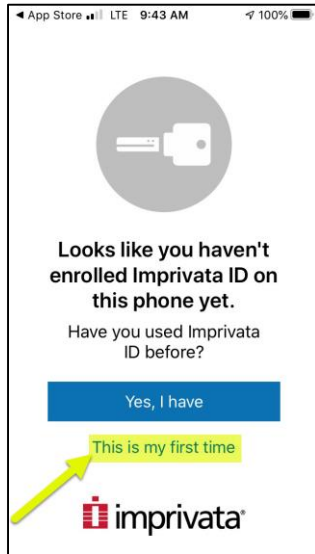 ◀ App Store LTE 9:43 AM 100%
Looks like you haven't
enrolled Imprivata ID on
this phone yet.
Have you used Imprivata
ID before?
Yes, I have
This is my first time
imprivata®